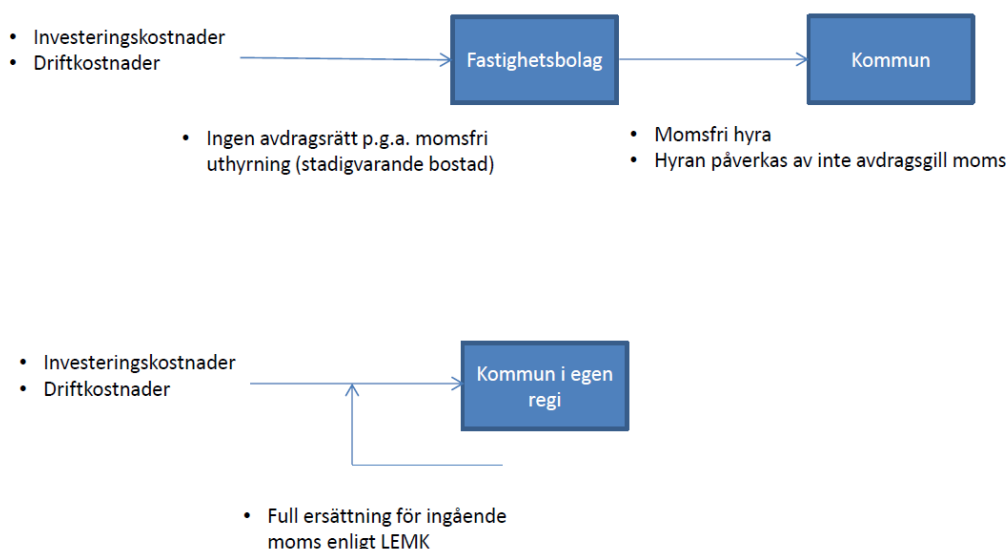 • Investeringskostnader
• Driftkostnader
Fastighetsbolag
Kommun
• Ingen avdragsrätt p.g.a. momsfri
uthyrning (stadigvarande bostad)
• Momsfri hyra
• Hyran påverkas av inte avdragsgill moms
• Investeringskostnader
• Driftkostnader
Kommun i egen
regi
• Full ersättning för ingående
moms enligt LEMK